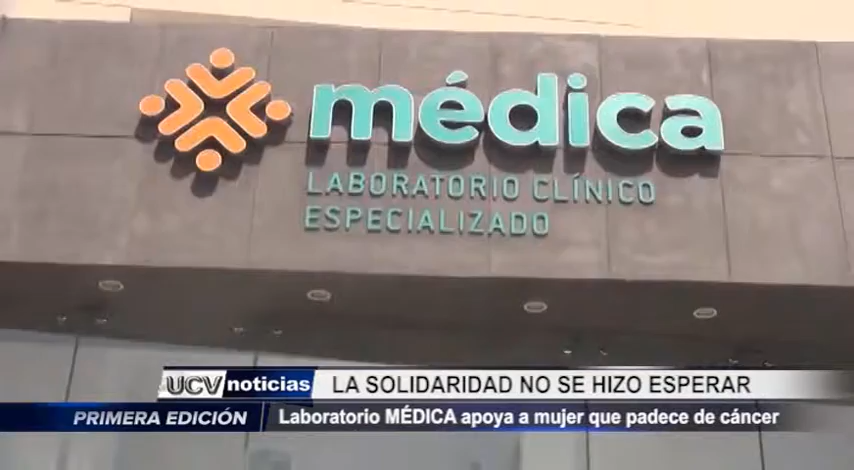 médica
LABORATORIO CLÍNICO
ESPECIALIZADO
UCV noticias
LA SOLIDARIDAD NO SE HIZO ESPERAR
PRIMERA EDICIÓN
Laboratorio MÉDICA apoya a mujer que padece de cáncer